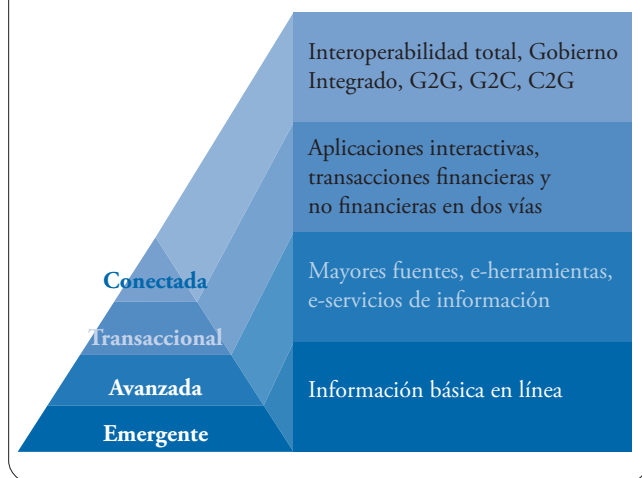 Interoperabilidad total, Gobierno
Integrado, G2G, G2C, C2G
Aplicaciones interactivas,
transacciones financieras y
no financieras en dos vías
Conectada
Mayores fuentes, e-herramientas,
e-servicios de información
Transaccional
Avanzada
Información básica en línea
Emergente